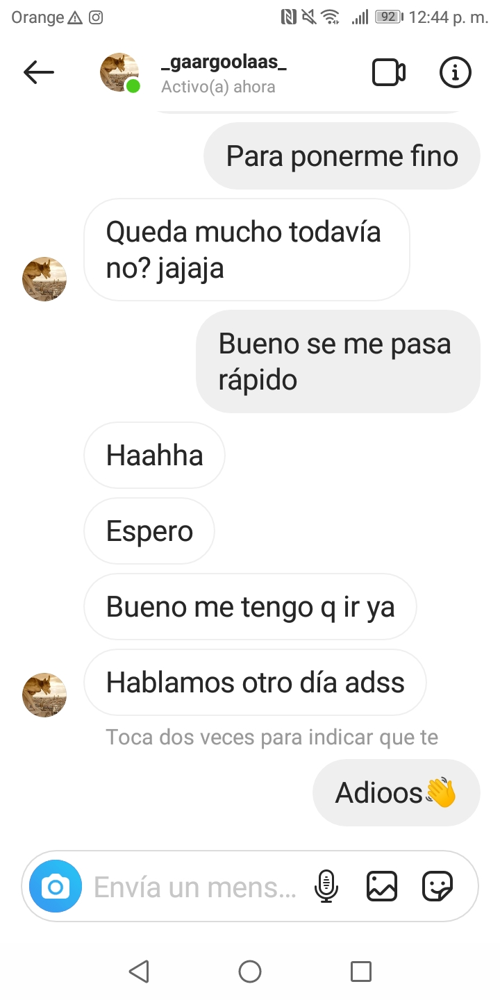 Orange 92 12:44 p. m.
_gaargoolaas_
Activo(a) ahora
Para ponerme fino
Queda mucho todavía
no? jajaja
Bueno se me pasa
rápido
Haahha
Espero
Bueno me tengo q ir ya
Hablamos otro día adss
Toca dos veces para indicar que te
Adioos👋
Envía un mens...